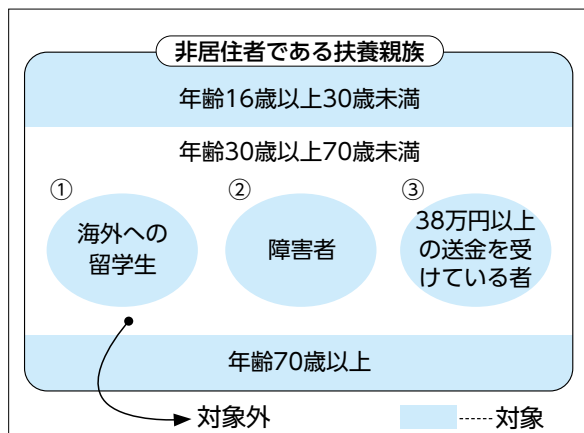 非居住者である扶養親族
年齢16歳以上30歳未満
年齢30歳以上70歳未満
①
海外への
留学生
②
障害者
③
38万円以上
の送金を受
けている者
年齢70歳以上
対象外
対象